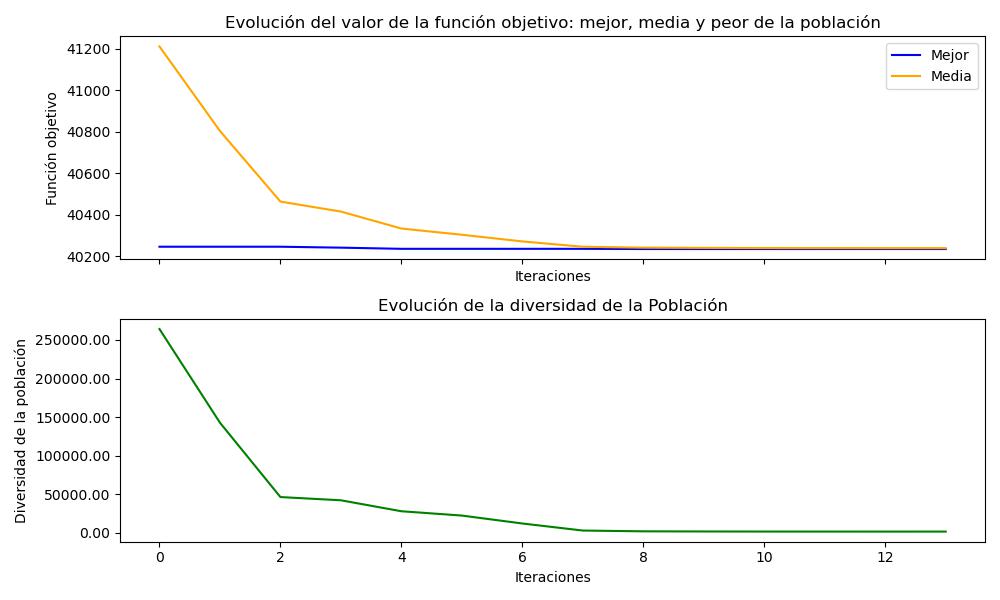 Evolución del valor de la función objetivo: mejor, media y peor de la población
41200
41000
40800
40600
40400
40200
Función objetivo
Mejor
Media
Iteraciones
Evolución de la diversidad de la Población
250000.00
200000.00
150000.00
100000.00
50000.00
0.00
Diversidad de la población
0 2 4 6 8 10 12
Iteraciones